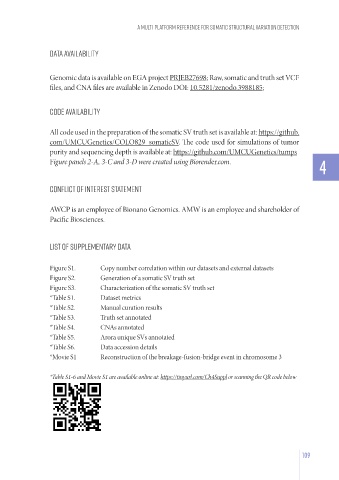 A MULTI PLATFORM REFERENCE FOR SOMATIC STRUCTURAL VARIATION DETECTION
DATA AVAILABILITY
Genomic data is available on EGA project PRJEB27698; Raw, somatic and truth set VCF
files, and CNA files are available in Zenodo DOI: 10.5281/zenodo.3988185;
CODE AVAILABILITY
All code used in the preparation of the somatic SV truth set is available at: https://github.
com/UMCUGenetics/COLO829_somaticSV. The code used for simulations of tumor
purity and sequencing depth is available at: https://github.com/UMCUGenetics/tumps
Figure panels 2-A, 3-C and 3-D were created using Biorender.com.
4
CONFLICT OF INTEREST STATEMENT
AWCP is an employee of Bionano Genomics. AMW is an employee and shareholder of
Pacific Biosciences.
LIST OF SUPPLEMENTARY DATA
Figure S1. Copy number correlation within our datasets and external datasets
Figure S2. Generation of a somatic SV truth set
Figure S3. Characterization of the somatic SV truth set
*Table S1. Dataset metrics
*Table S2. Manual curation results
*Table S3. Truth set annotated
*Table S4. CNAs annotated
*Table S5. Arora unique SVs annotated
*Table S6. Data accession details
*Movie S1 Reconstruction of the breakage-fusion-bridge event in chromosome 3
*Table S1-6 and Movie S1 are available online at: https://tinyurl.com/Ch4Suppl or scanning the QR code below
109